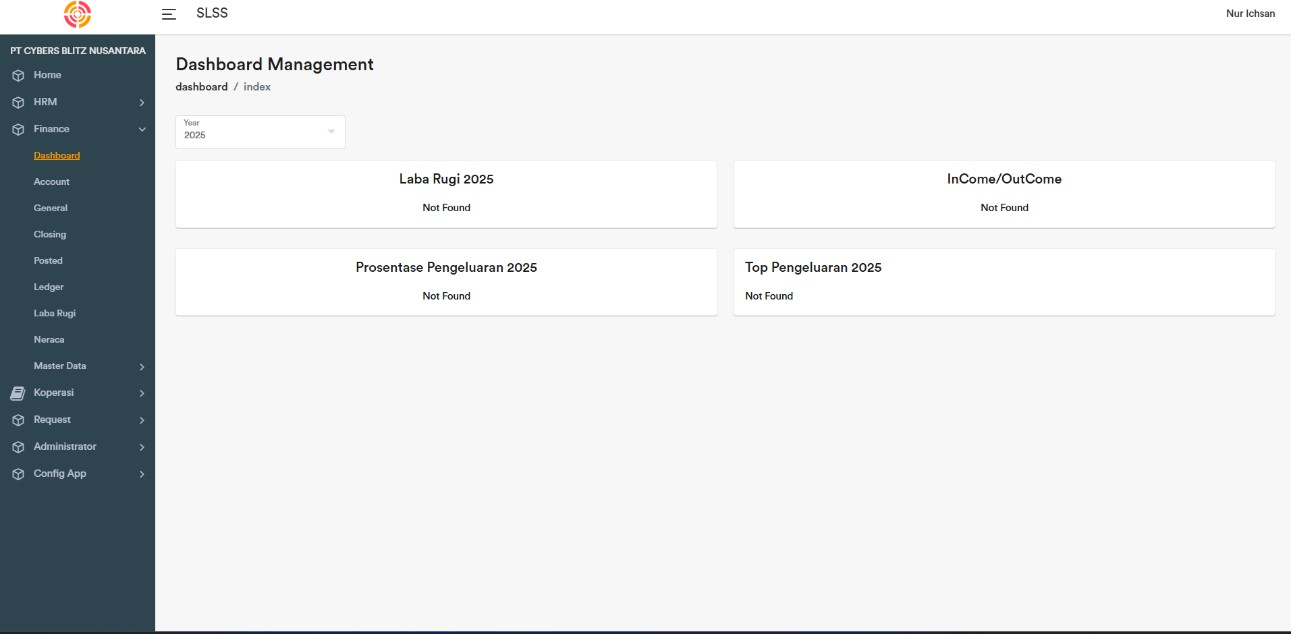 SLSS
Nur Ichsan
PT CYBERS BLITZ NUSANTARA
Home
HRM
Finance
Dashboard
Account
General
Closing
Posted
Ledger
Laba Rugi
Neraca
Master Data
Koperasi
Request
Administrator
Config App
Dashboard Management
dashboard / index
Year
2025
Laba Rugi 2025
Not Found
InCome/OutCome
Not Found
Prosentase Pengeluaran 2025
Not Found
Top Pengeluaran 2025
Not Found